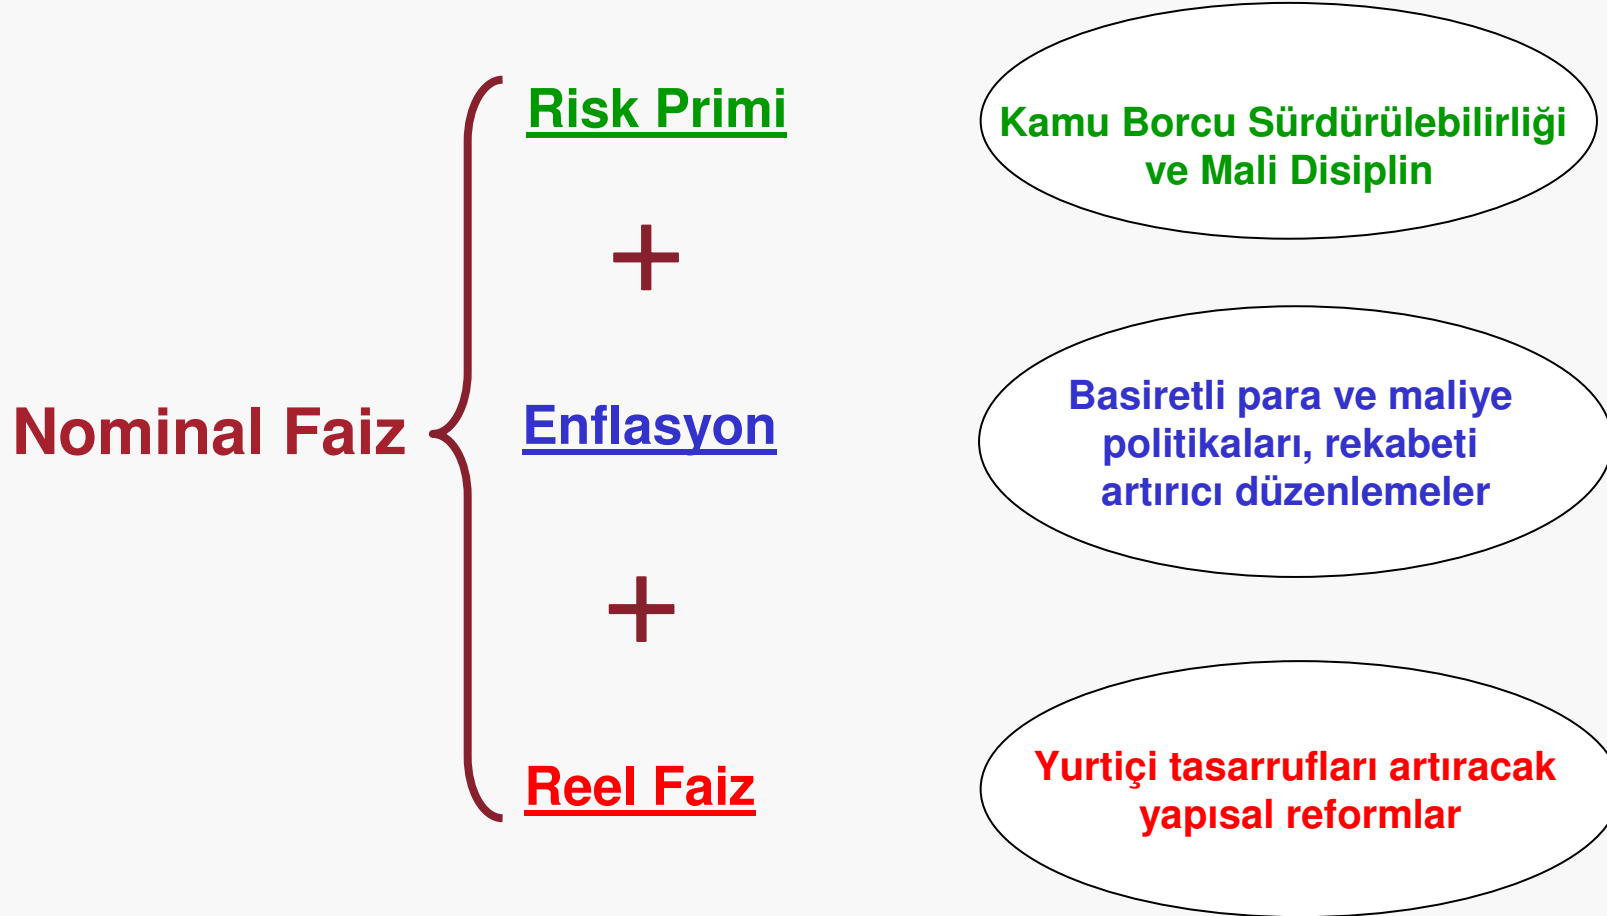 Nominal Faiz
Risk Primi
+
Enflasyon
+
Reel Faiz
Kamu Borcu Sürdürülebilirliği
ve Mali Disiplin
Basiretli para ve maliye
politikaları, rekabeti
artırıcı düzenlemeler
Yurtiçi tasarrufları artıracak
yapısal reformlar